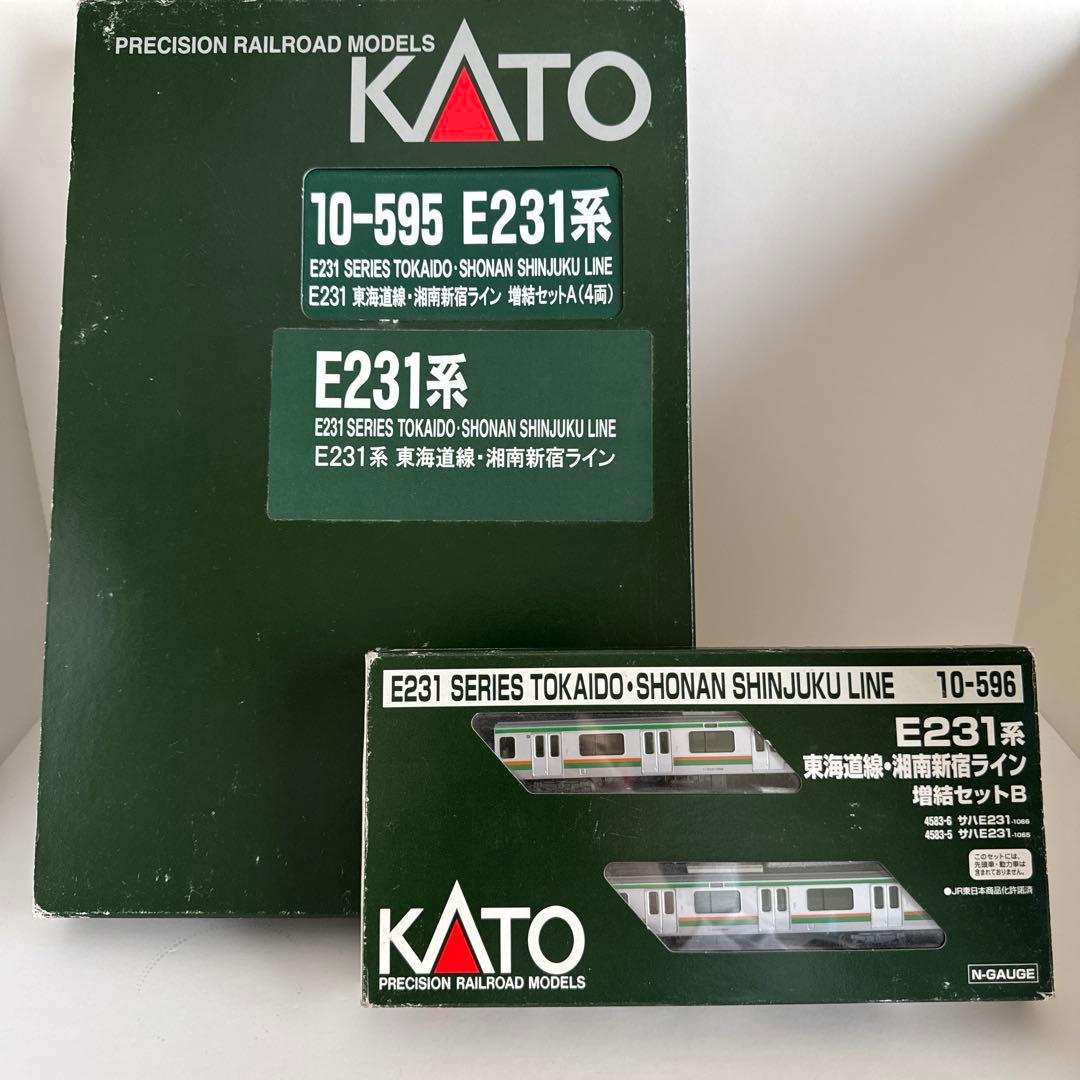 PRECISION RAILROAD MODELS
KATO
10-595 E231系
E231 SERIES TOKAIDO·SHONAN SHINJUKU LINE
E231 東海道線・湘南新宿ライン 増結セットA(4両)
E231系
E231 SERIES TOKAIDO·SHONAN SHINJUKU LINE
E231系 東海道線・湘南新宿ライン
E231 SERIES TOKAIDO·SHONAN SHINJUKU LINE 10-596
E231系
東海道線・湘南新宿ライン
増結セットB
4583-6 サハE231-1066
4583-5 サハE231-1065
このセットには、
先頭車・動力車は
含まれておりません。
●JR東日本商品化許諾済
KATO
PRECISION RAILROAD MODELS
N-GAUGE